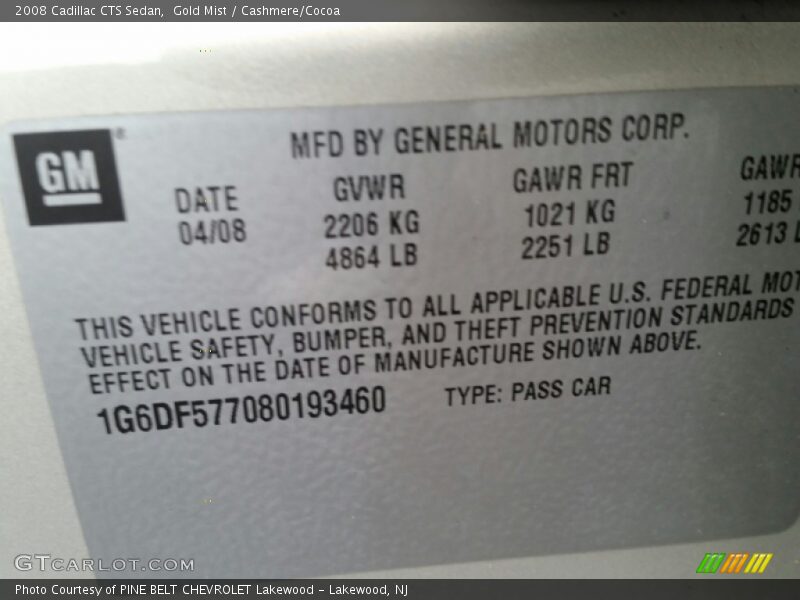 2008 Cadillac CTS Sedan,  Gold Mist / Cashmere/Cocoa
GM®
MFD BY GENERAL MOTORS CORP.
DATE GVWR GAWR FRT GAWR
04/08 2206 KG 1021 KG 1185
4864 LB 2251 LB 2613 L
THIS VEHICLE CONFORMS TO ALL APPLICABLE U.S. FEDERAL MOT
VEHICLE SAFETY, BUMPER, AND THEFT PREVENTION STANDARDS
EFFECT ON THE DATE OF MANUFACTURE SHOWN ABOVE.
1G6DF577080193460 TYPE: PASS CAR
GTCARLOT.COM
Photo Courtesy of PINE BELT CHEVROLET Lakewood - Lakewood, NJ